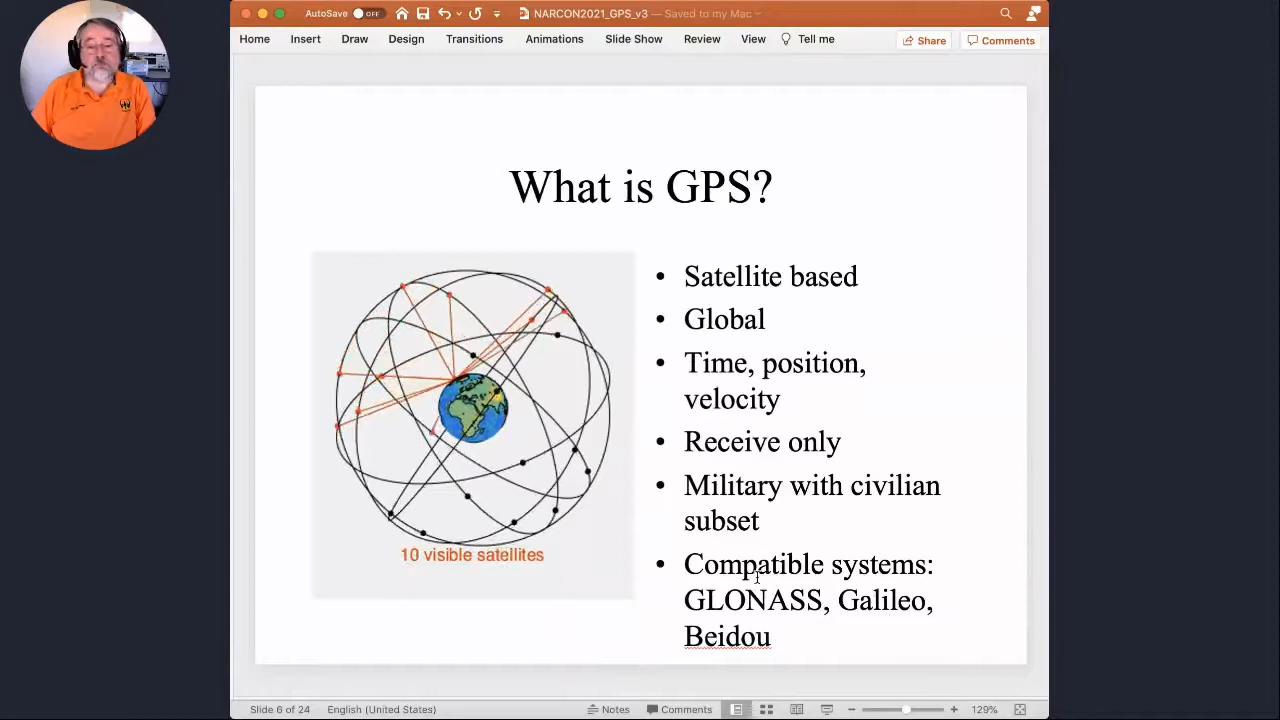 AutoSave OFF NARCON2021_GPS_v3 — Saved to my Mac
Home Insert Draw Design Transitions Animations Slide Show Review View Tell me Share Comments
What is GPS?
• Satellite based
• Global
• Time, position,
velocity
• Receive only
• Military with civilian
subset
• Compatible systems:
GLONASS, Galileo,
Beidou
10 visible satellites
Slide 6 of 24 English (United States) Notes Comments 129%